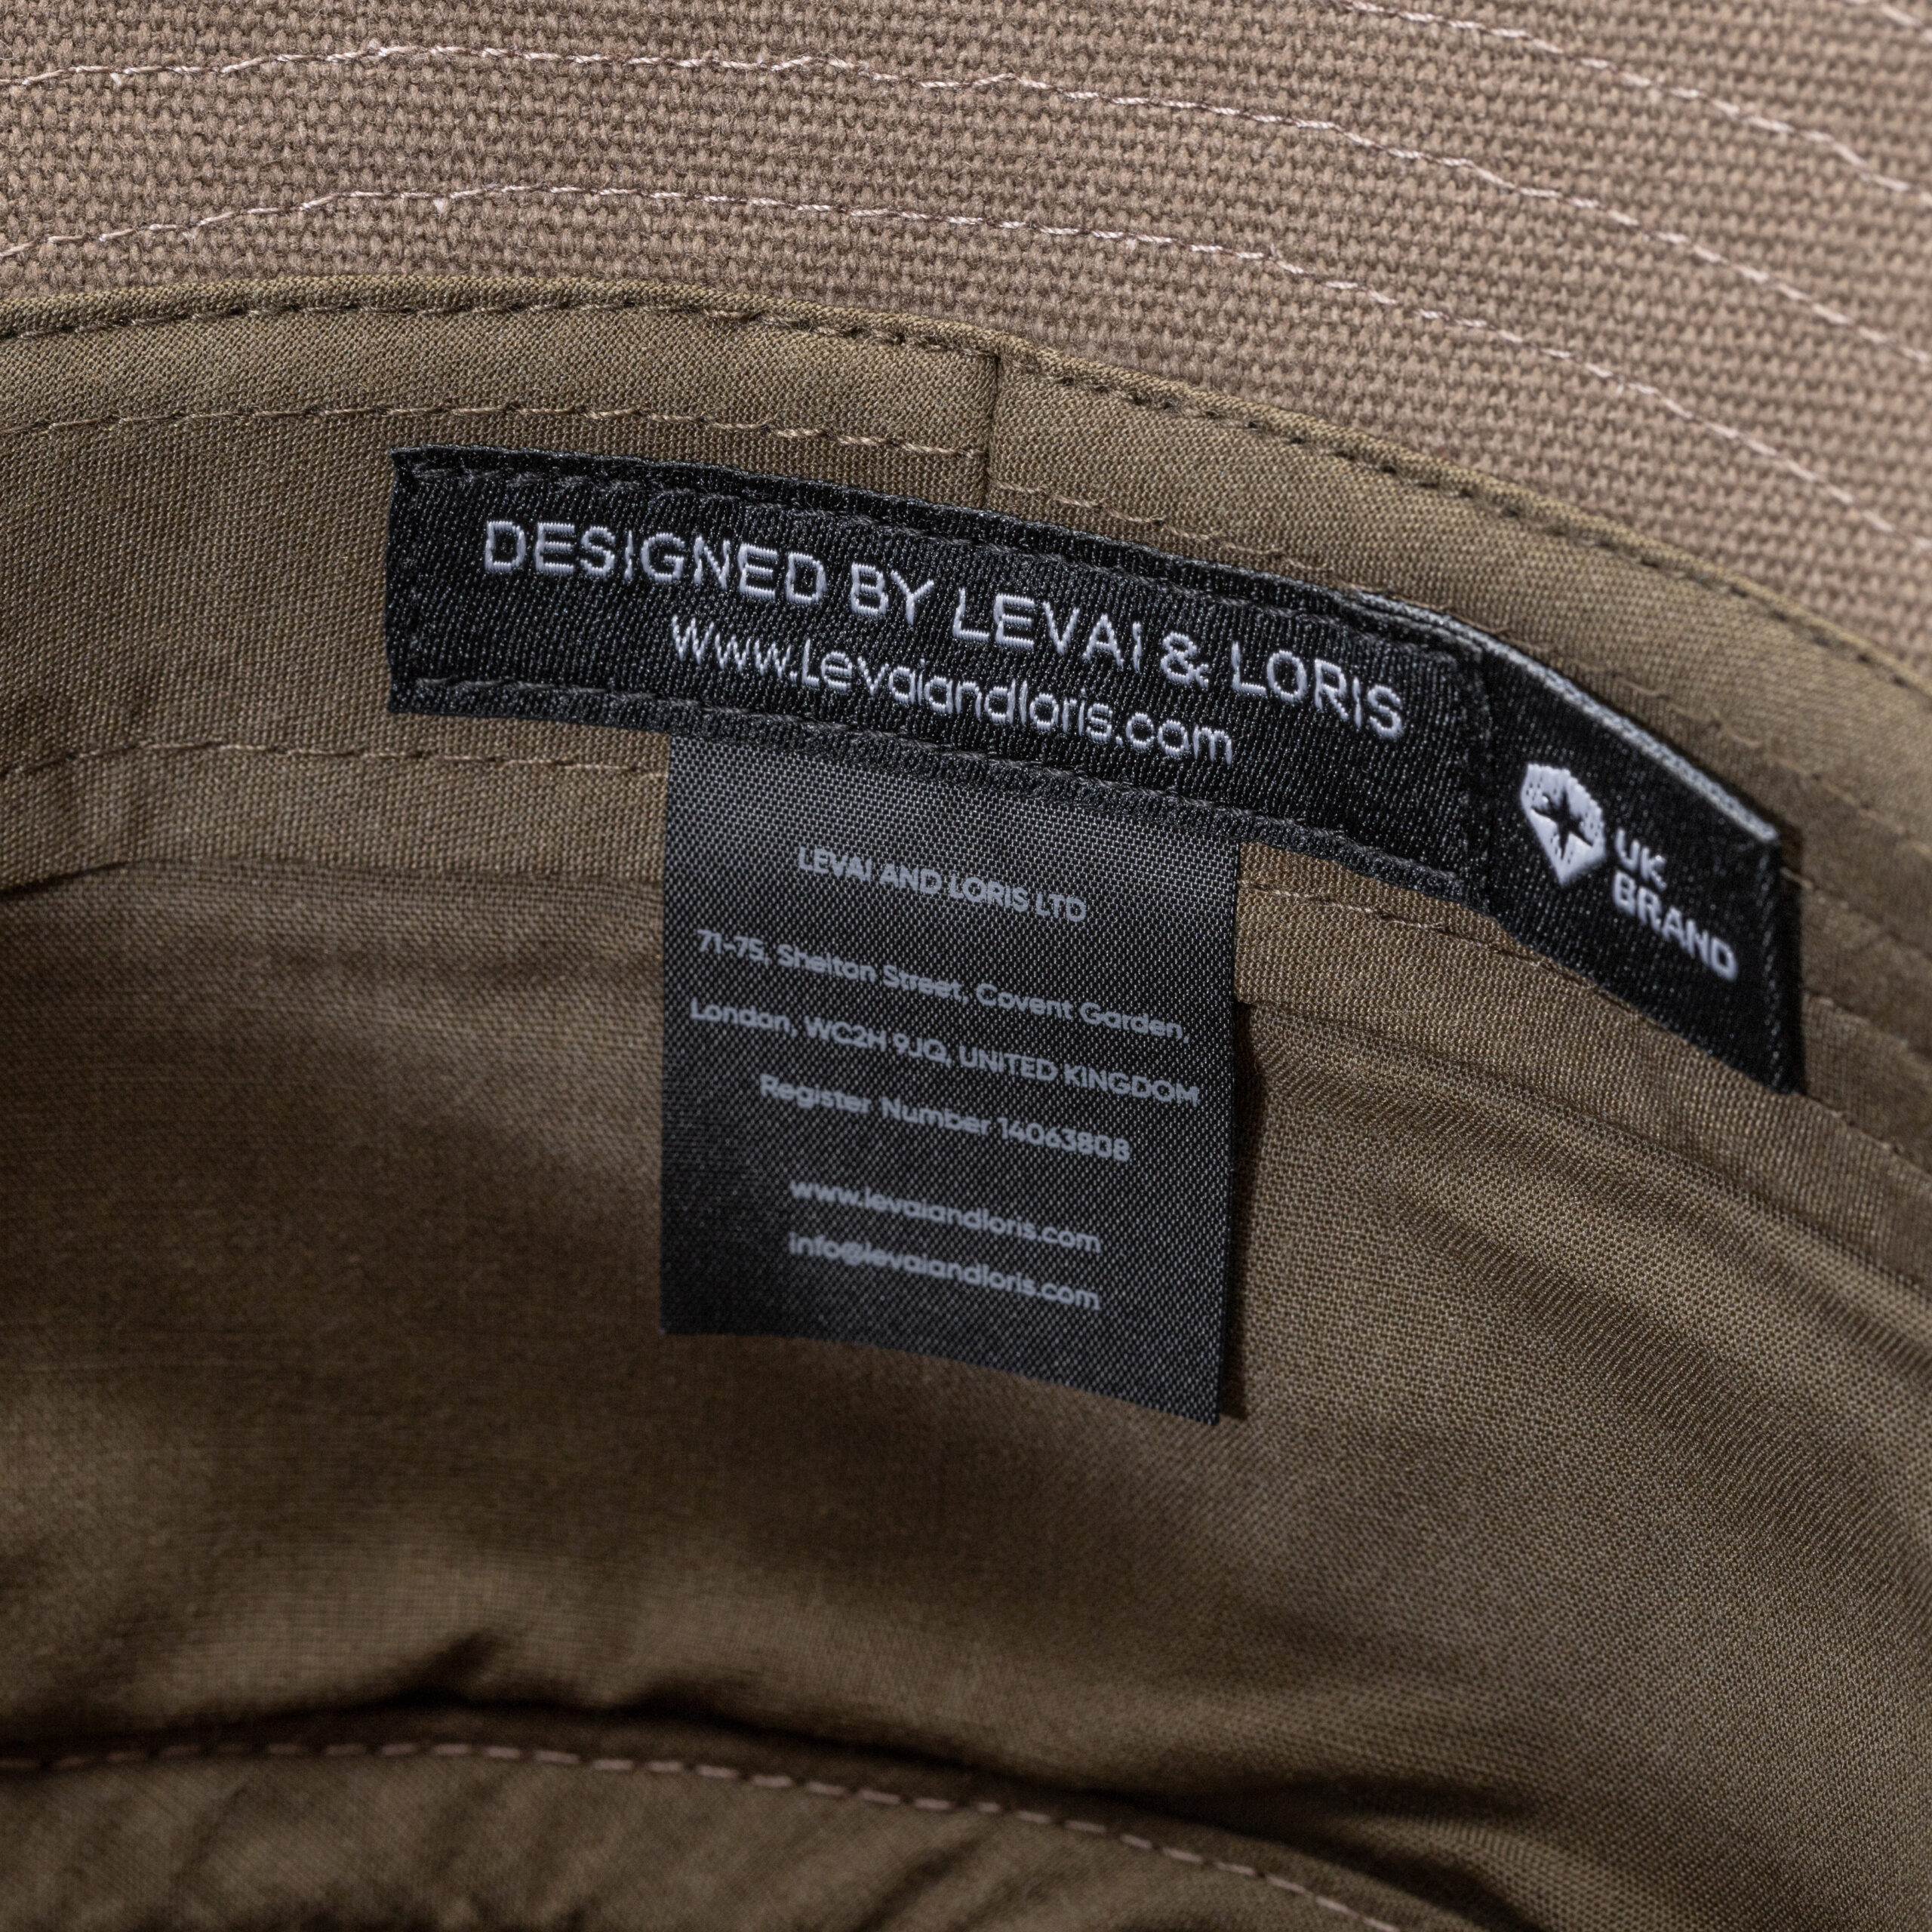 DESIGNED BY LEVAI & LORIS
www.Levaiandloris.com
UK
BRAND
LEVAI AND LORIS LTD
71-75, Shelton Street, Covent Garden,
London, WC2H 9JQ, UNITED KINGDOM
Register Number 14063808
www.levaiandloris.com
info@levaiandloris.com